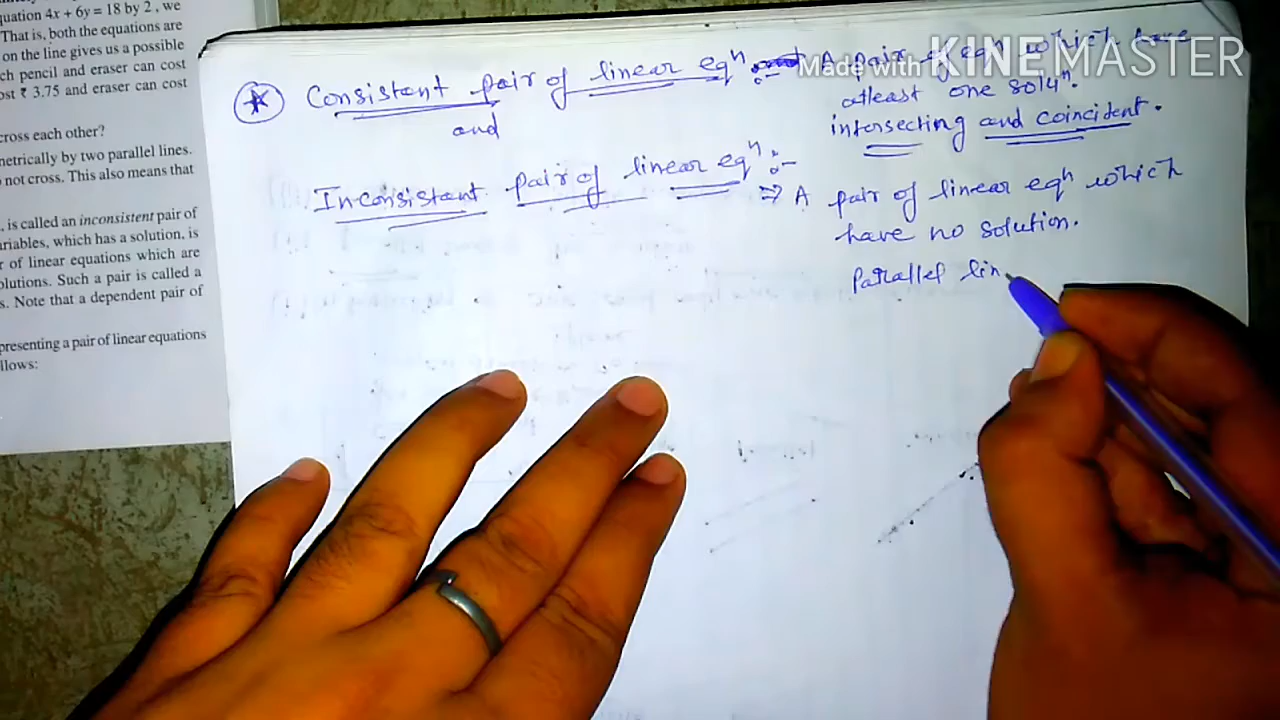 quation 4x + 6y = 18 by 2 , we
That is, both the equations are
on the line gives us a possible
ch pencil and eraser can cost
ost ₹ 3.75 and eraser can cost
cross each other?
netrically by two parallel lines.
not cross. This also means that
, is called an inconsistent pair of
ariables, which has a solution, is
r of linear equations which are
olutions. Such a pair is called a
s. Note that a dependent pair of
presenting a pair of linear equations
llows:
Made with KINEMASTER
Consistant pair of linear eqⁿ :- A pair of eqⁿ which have
atleast one solyⁿ.
and
intersecting and coincident.
Inconsistant pair of linear eqⁿ :-
⇒ A pair of linear eqⁿ which
have no solution.
Parallel lin